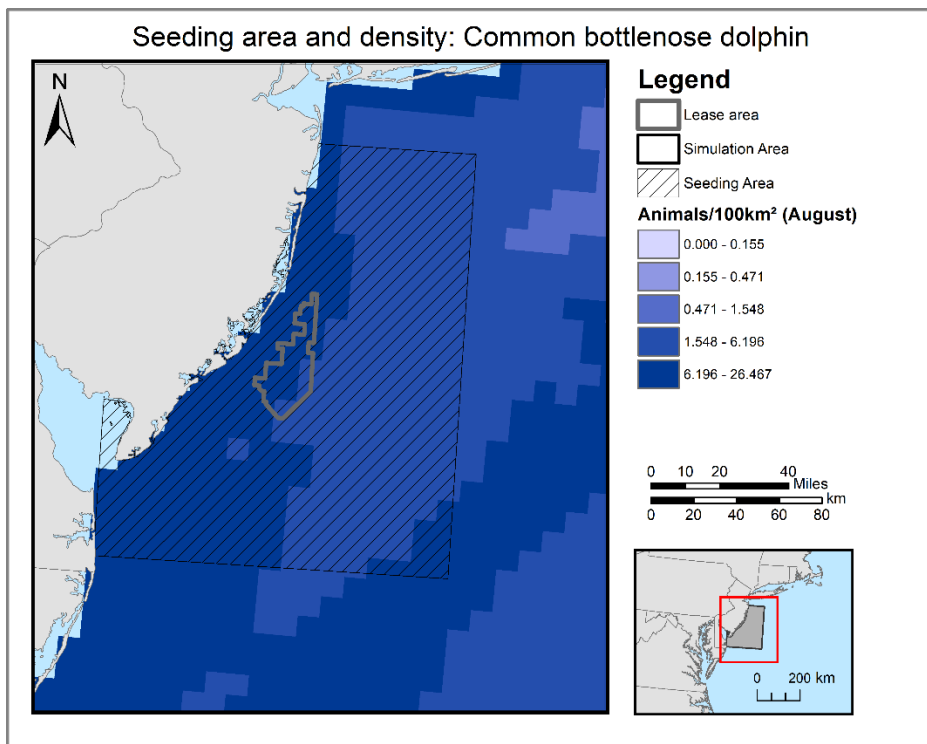 Seeding area and density: Common bottlenose dolphin
N
Legend
Lease area
Simulation Area
Seeding Area
Animals/100km² (August)
0.000 - 0.155
0.155 - 0.471
0.471 - 1.548
1.548 - 6.196
6.196 - 26.467
0 10 20 40
Miles
km
0 20 40 60 80
0 200 km